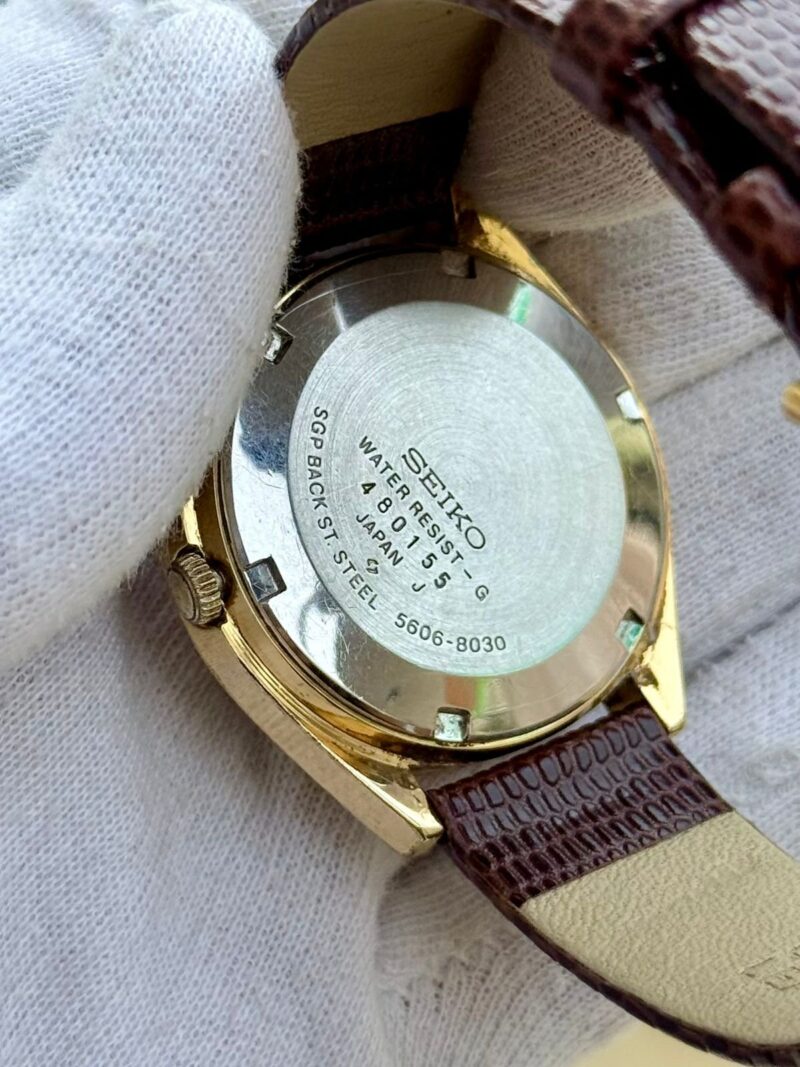 SEIKO
WATER RESIST-G
480155
JAPAN J
SGP BACK ST. STEEL 5606-8030